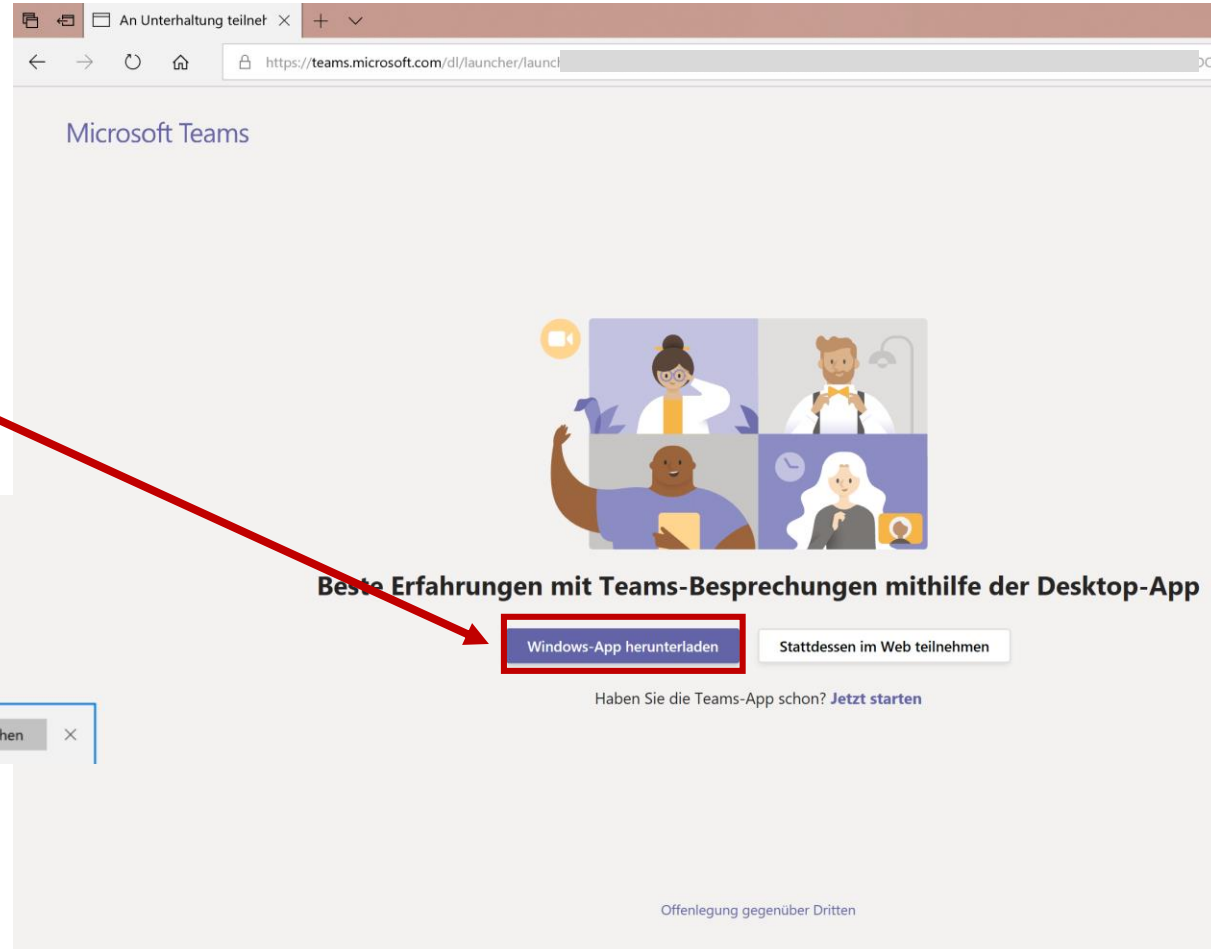 An Unterhaltung teilneh
https://teams.microsoft.com/dl/launcher/launch
Microsoft Teams
Beste Erfahrungen mit Teams-Besprechungen mithilfe der Desktop-App
Windows-App herunterladen
Stattdessen im Web teilnehmen
Haben Sie die Teams-App schon? Jetzt starten
hen
Offenlegung gegenüber Dritten